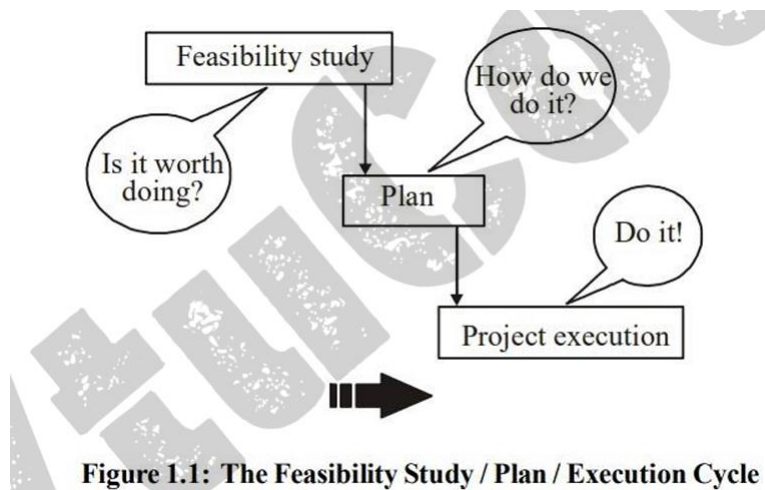 Feasibility study
How do we
do it?
Is it worth
doing?
Plan
Do it!
Project execution
Figure 1.1: The Feasibility Study / Plan / Execution Cycle